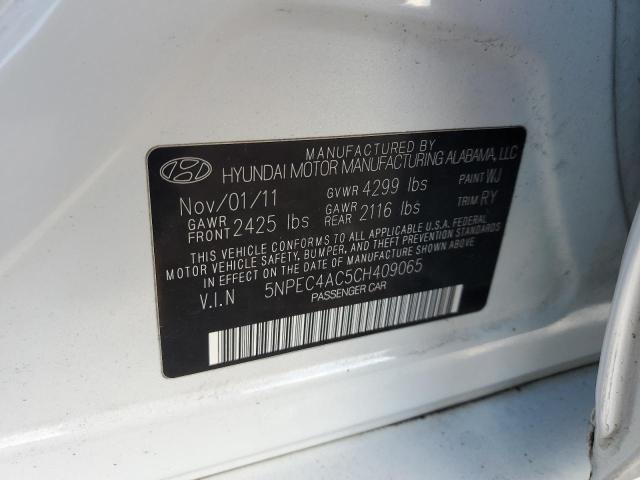 MANUFACTURED BY
HYUNDAI MOTOR MANUFACTURING ALABAMA, LLC
Nov/01/11 GVWR 4299 lbs PAINT WJ
GAWR FRONT 2425 lbs GAWR REAR 2116 lbs TRIM RY
THIS VEHICLE CONFORMS TO ALL APPLICABLE U.S.A. FEDERAL
MOTOR VEHICLE SAFETY, BUMPER, AND THEFT PREVENTION STANDARDS
IN EFFECT ON THE DATE OF MANUFACTURE SHOWN ABOVE.
V.I.N 5NPEC4AC5CH409065
PASSENGER CAR